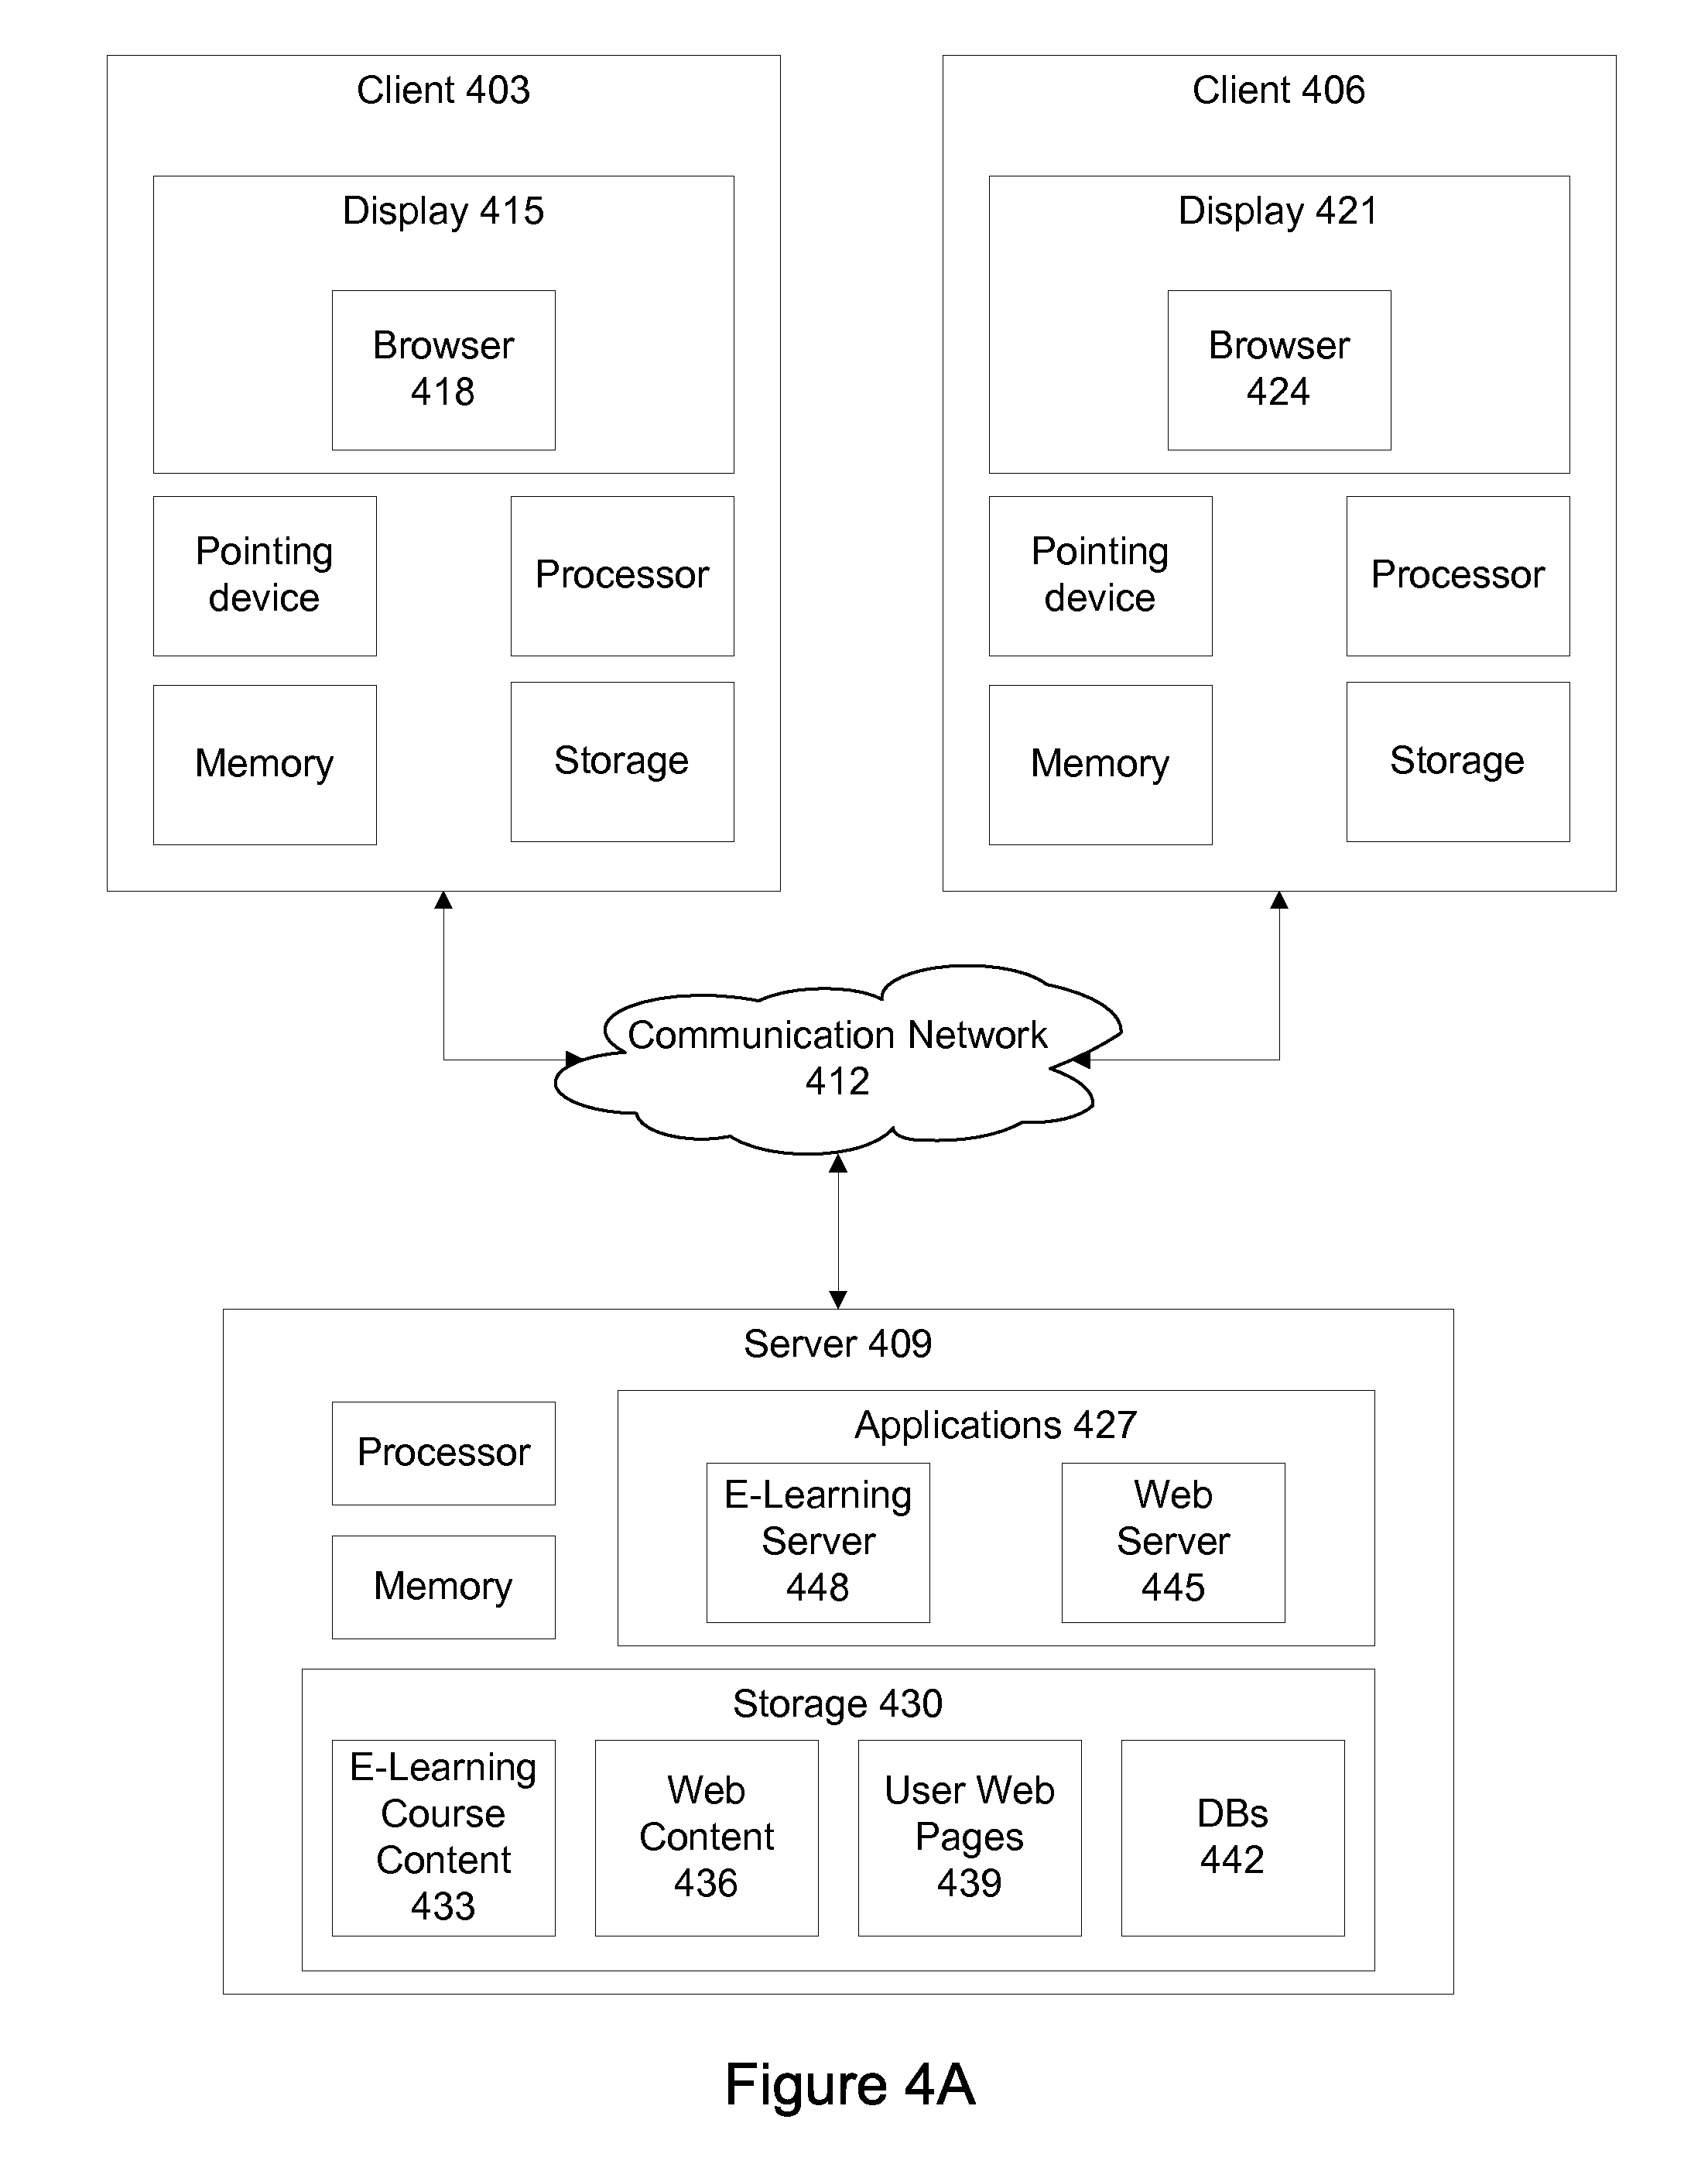 Client 403
Display 415
Browser
418
Pointing
device
Processor
Memory
Storage
Client 406
Display 421
Browser
424
Pointing
device
Processor
Memory
Storage
Communication Network
412
Server 409
Processor
Memory
Applications 427
E-Learning
Server
448
Web
Server
445
Storage 430
E-Learning
Course
Content
433
Web
Content
436
User Web
Pages
439
DBs
442
Figure 4A